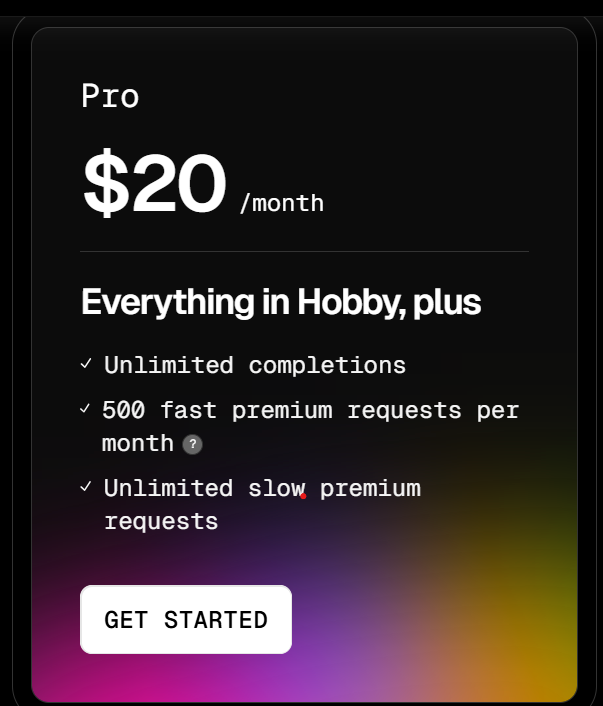 Pro
$20 /month
Everything in Hobby, plus
✓ Unlimited completions
✓ 500 fast premium requests per
month ?
✓ Unlimited slow premium
requests
GET STARTED